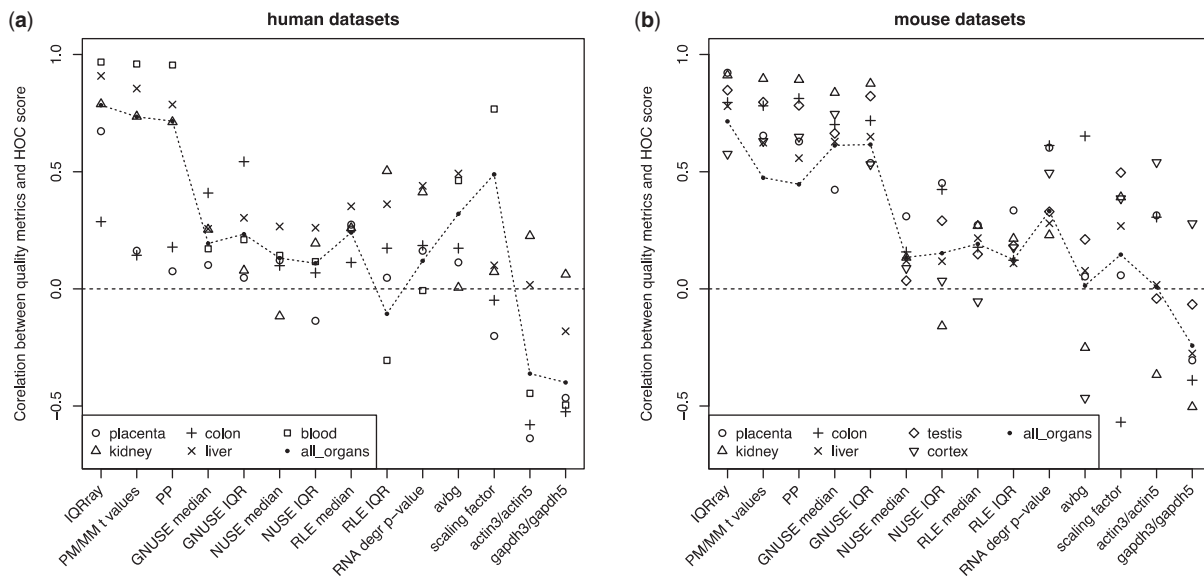 (a)
human datasets
Corelation between quality metrics and HOC score
1.0
0.5
0.0
−0.5
placenta
colon
blood
kidney
liver
all_organs
IQRray
PM/MM t values
PP
GNUSE median
GNUSE IQR
NUSE median
NUSE IQR
RLE median
RLE IQR
RNA degr p−value
avbg
scaling factor
actin3/actin5
gapdh3/gapdh5
(b)
mouse datasets
Corelation between quality metrics and HOC score
1.0
0.5
0.0
−0.5
placenta
colon
testis
all_organs
kidney
liver
cortex
IQRray
PM/MM t values
PP
GNUSE median
GNUSE IQR
NUSE median
NUSE IQR
RLE median
RLE IQR
RNA degr p−value
avbg
scaling factor
actin3/actin5
gapdh3/gapdh5